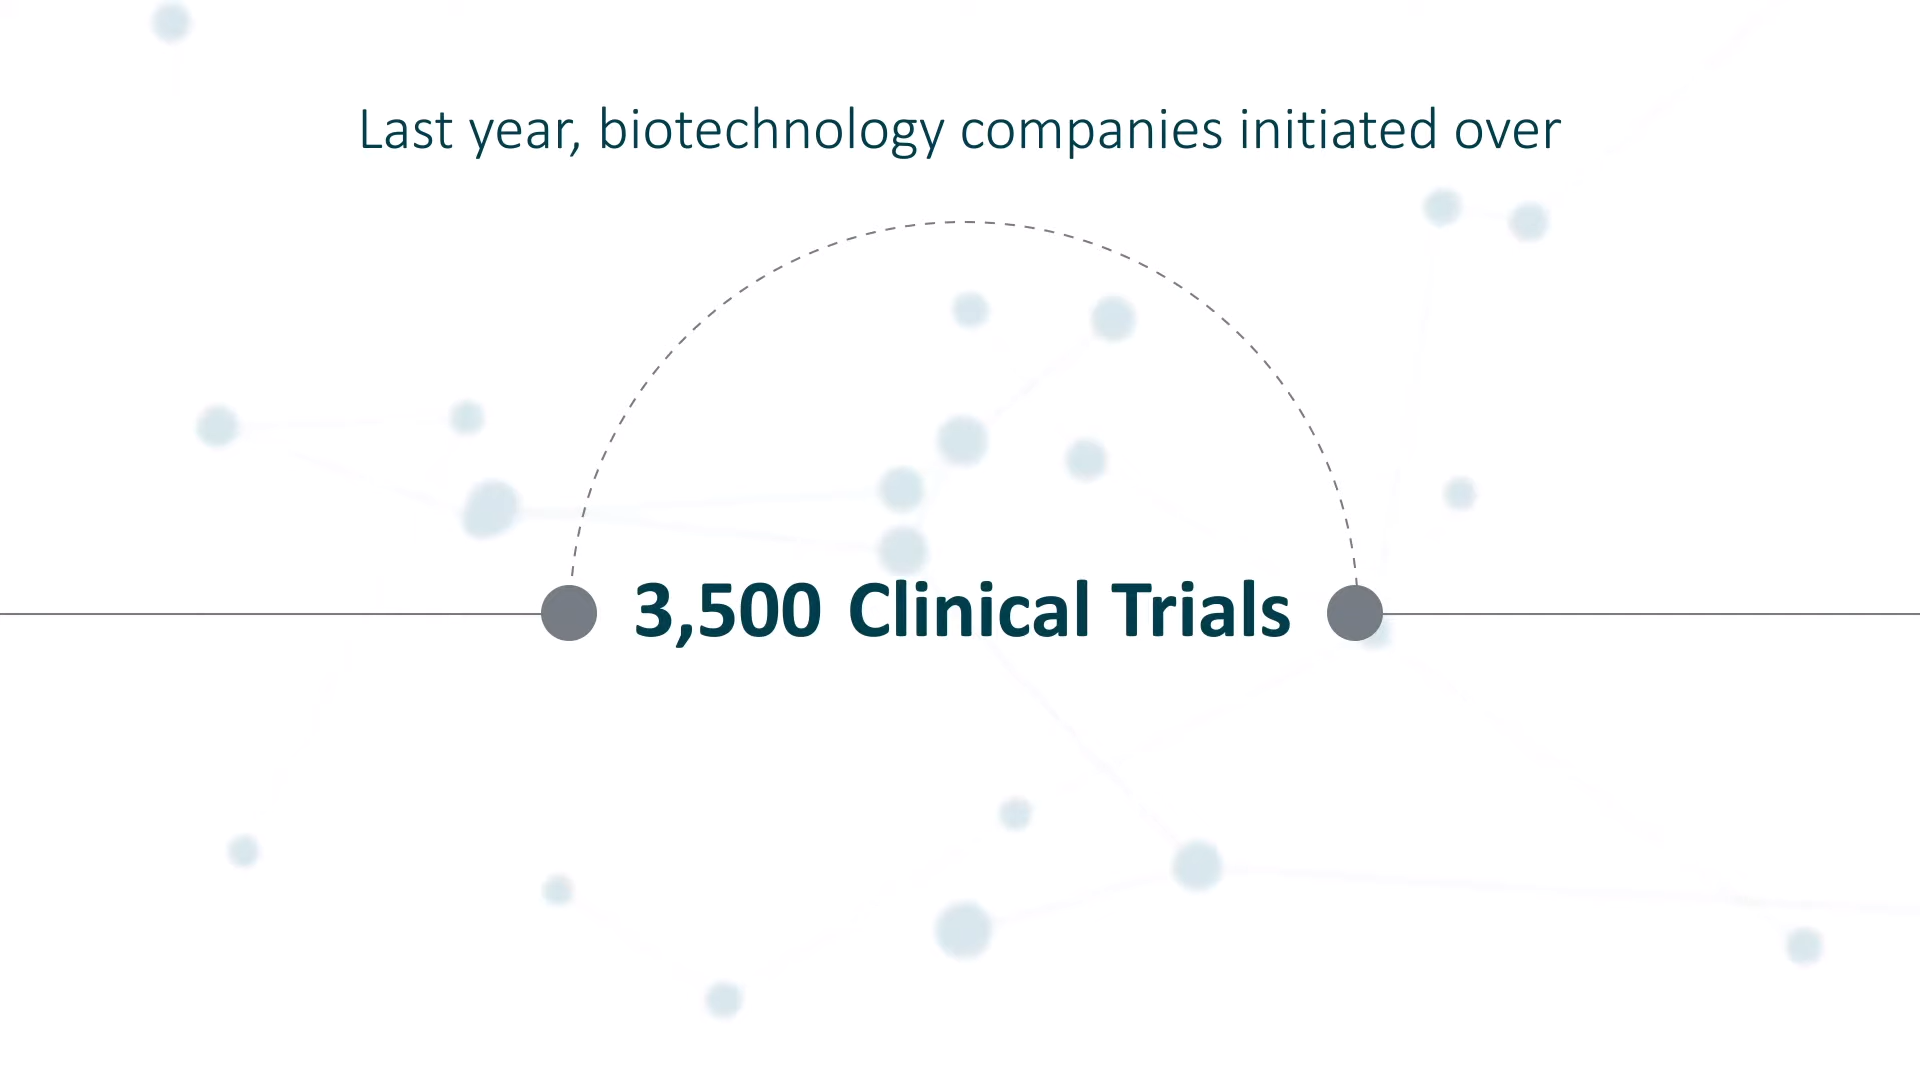 Last year, biotechnology companies initiated over
3,500 Clinical Trials